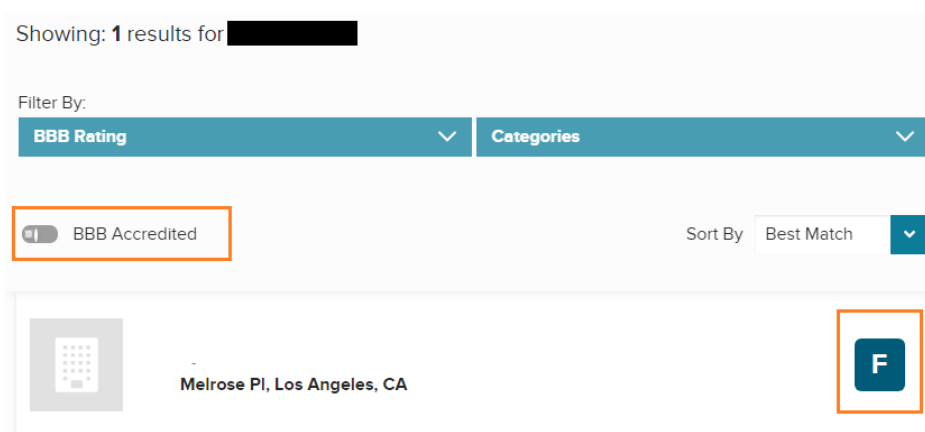 Showing: 1 results for
Filter By:
BBB Rating
Categories
BBB Accredited
Sort By Best Match
-
Melrose Pl, Los Angeles, CA
F